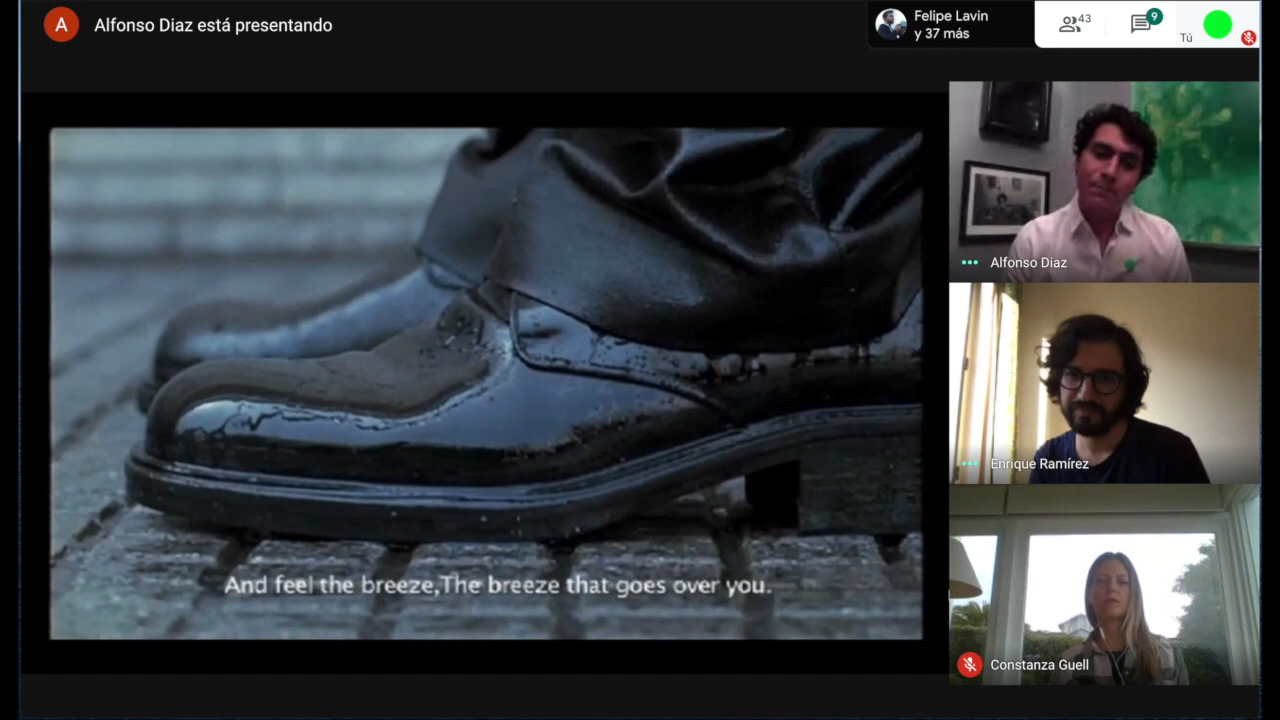 A
Alfonso Diaz está presentando
Felipe Lavin
y 37 más
43
9
Tú
Alfonso Diaz
Enrique Ramírez
And feel the breeze,The breeze that goes over you.
Constanza Guell